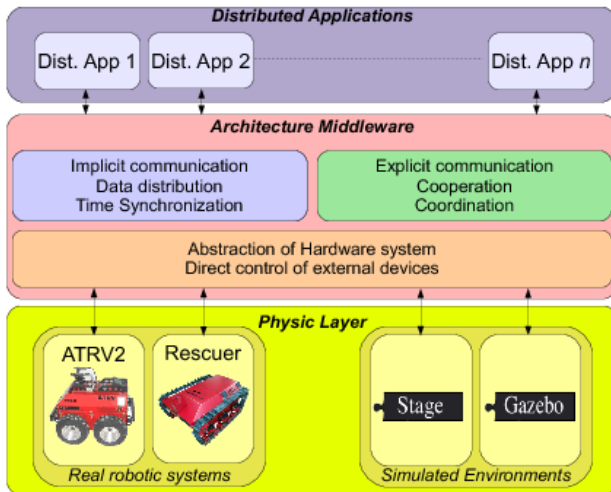 Distributed Applications
Dist. App 1
Dist. App 2
Dist. App n
Architecture Middleware
Implicit communication
Data distribution
Time Synchronization
Explicit communication
Cooperation
Coordination
Abstraction of Hardware system
Direct control of external devices
Physic Layer
ATRV2
Rescuer
Stage
Gazebo
Real robotic systems
Simulated Environments